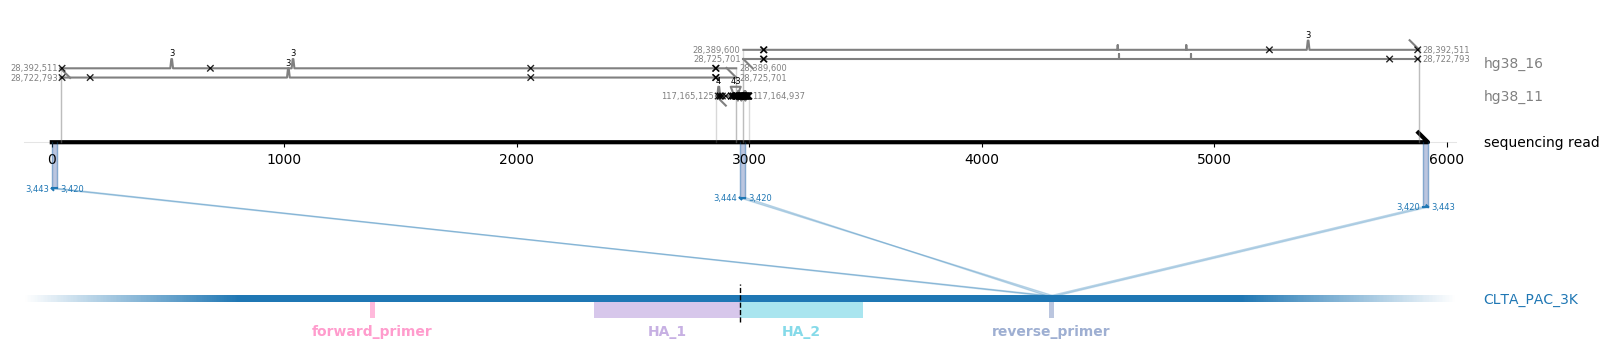 3
28,389,600 28,392,511
3 3
28,725,701 28,722,793
hg38_16
28,392,511 28,389,600
3
28,722,793 28,725,701
4 43
117,165,125 117,164,937
hg38_11
sequencing read
0 1000 2000 3000 4000 5000 6000
3,443 3,420
3,444 3,420
3,420 3,443
CLTA_PAC_3K
forward_primer HA_1 HA_2 reverse_primer